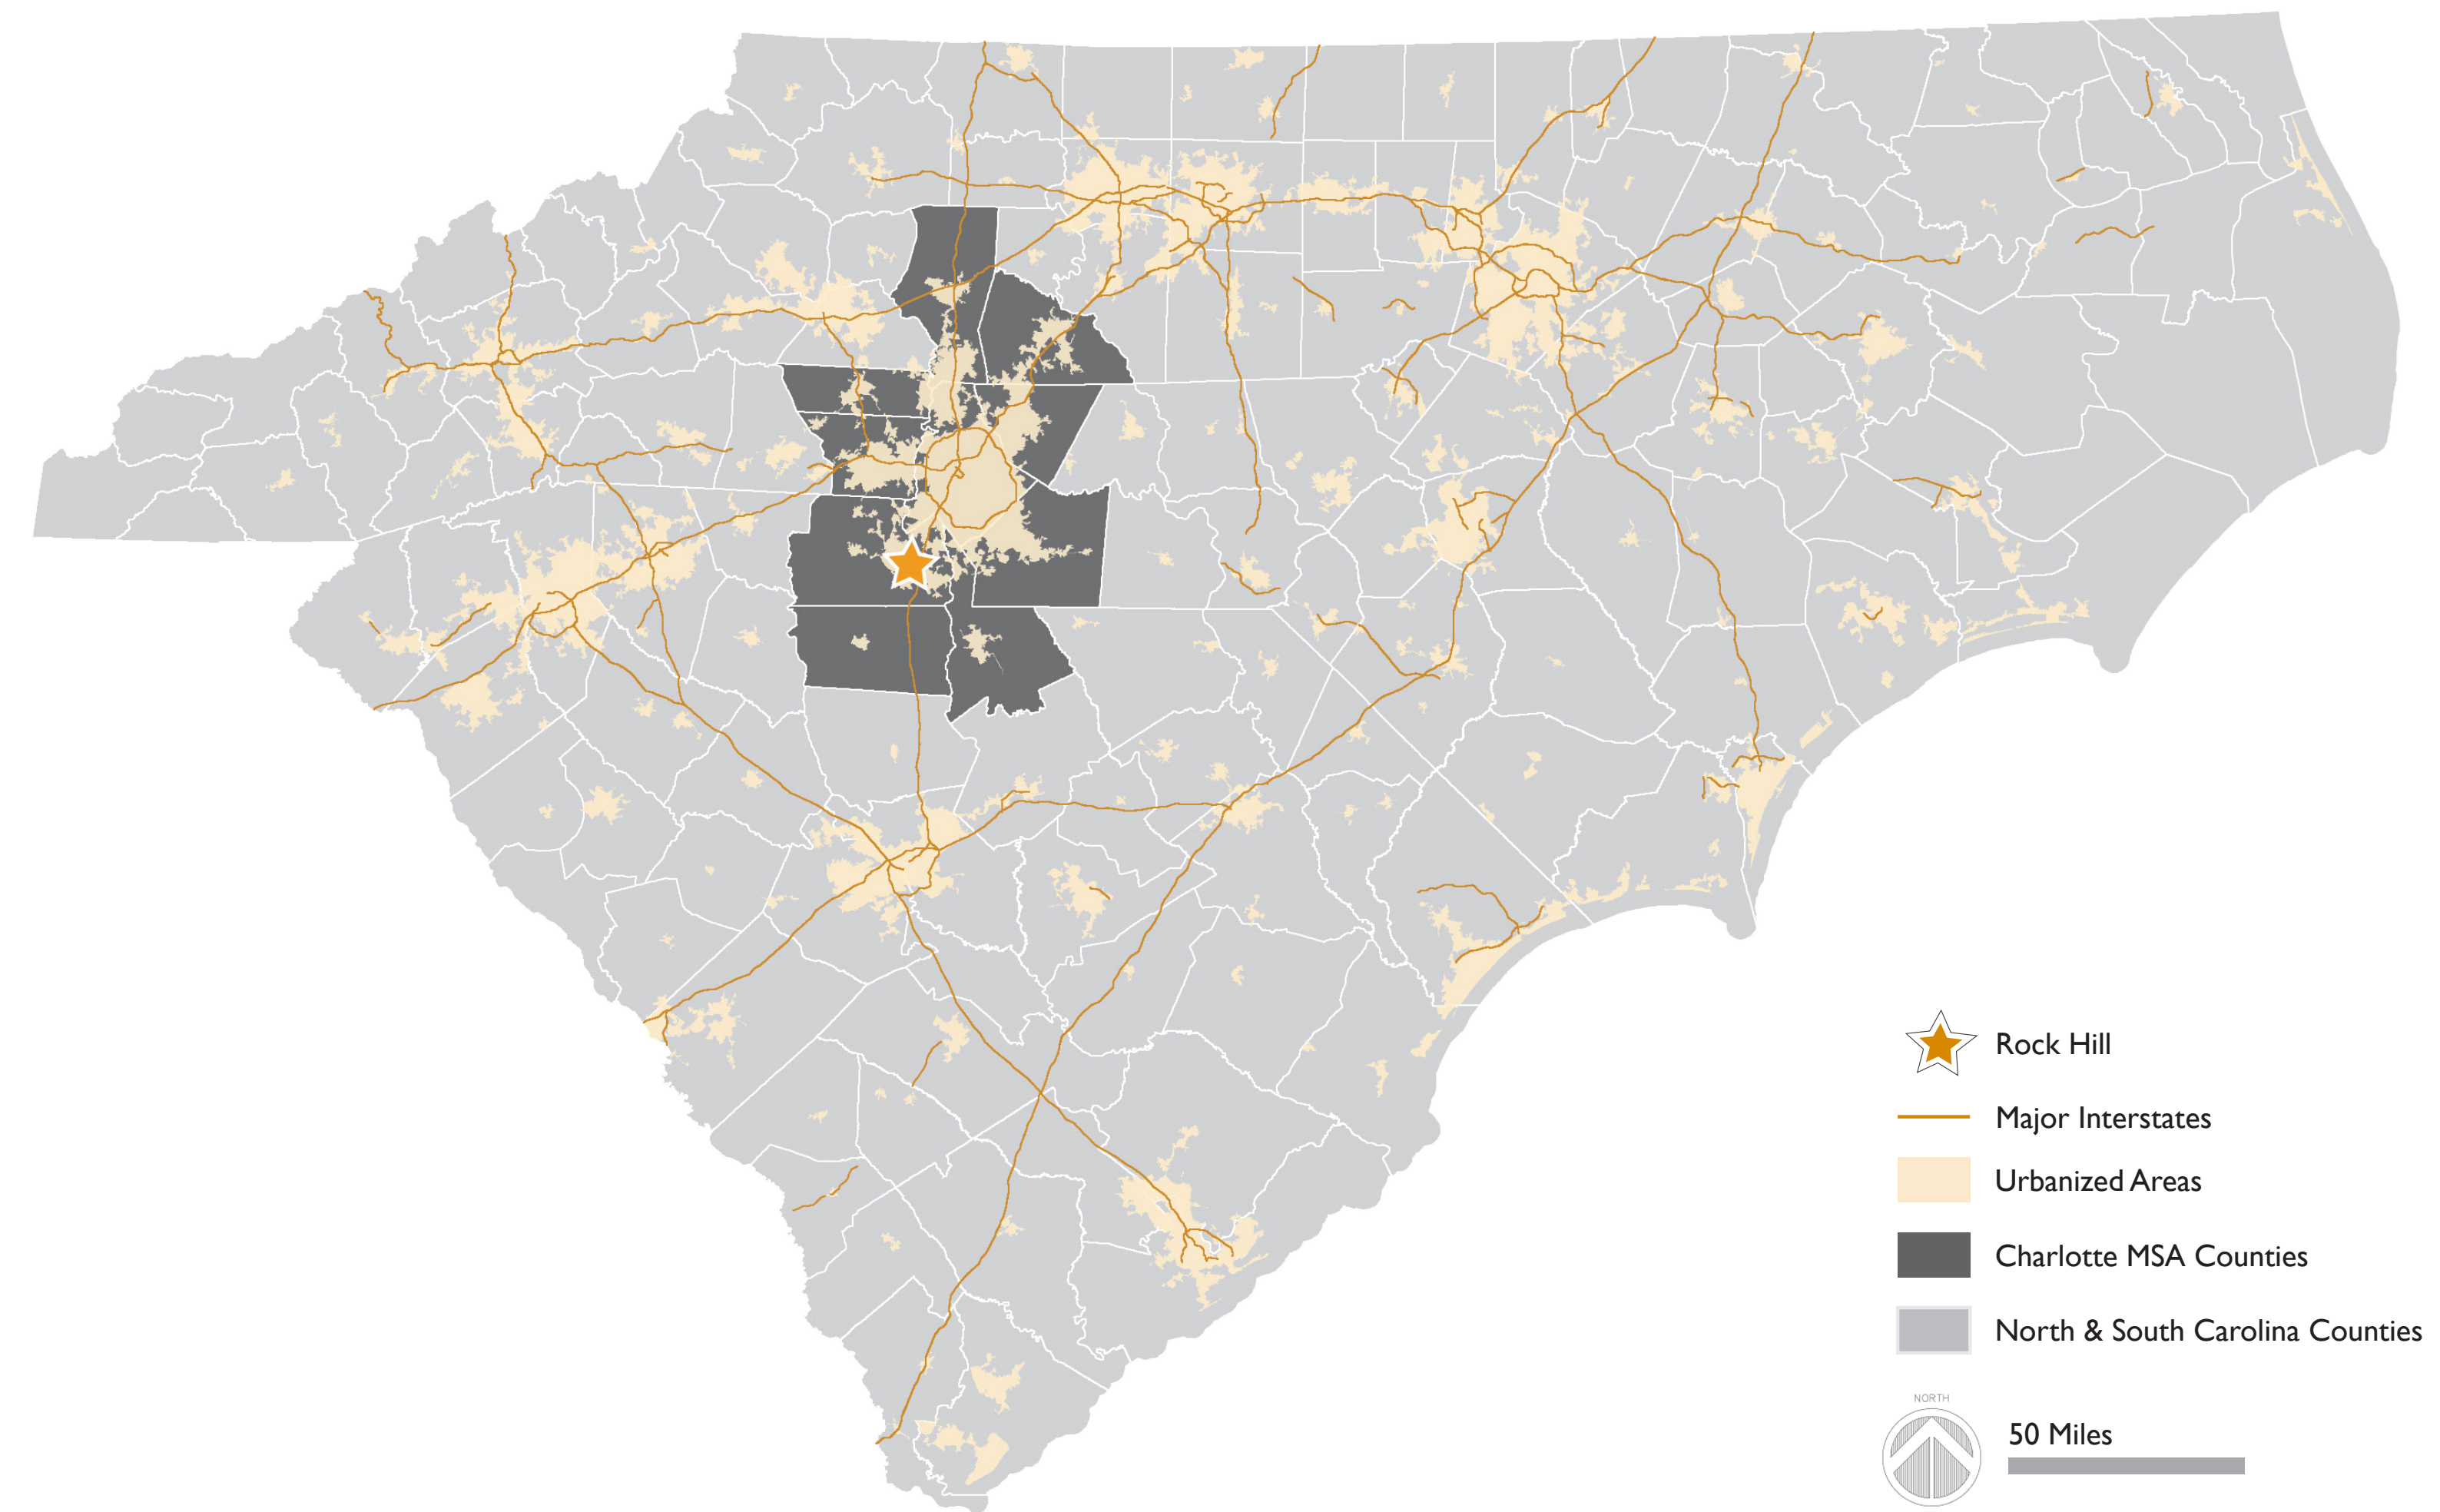 Rock Hill
Major Interstates
Urbanized Areas
Charlotte MSA Counties
North & South Carolina Counties
NORTH
50 Miles